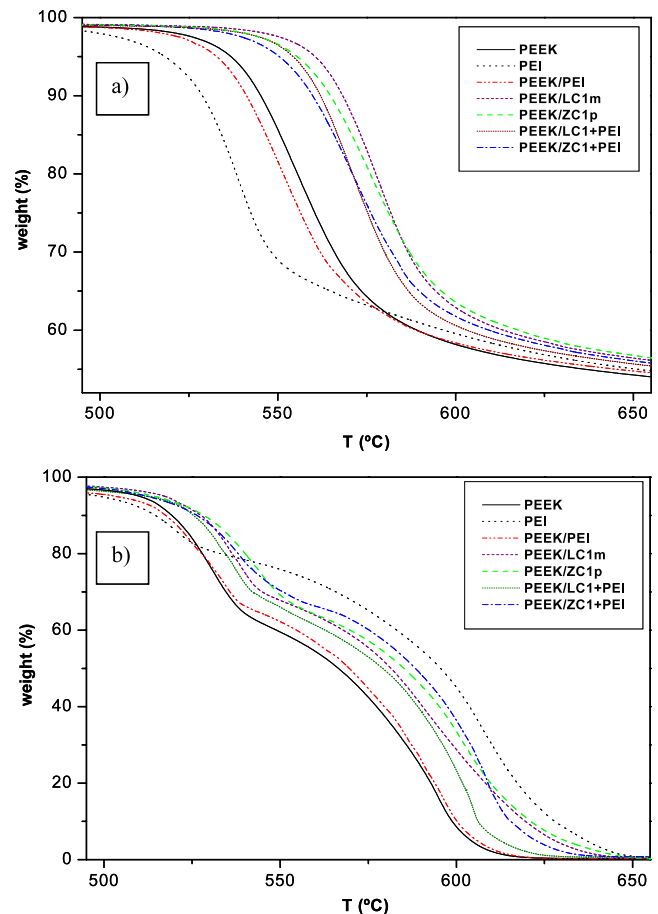 100
90
80
70
60
weight (%)
a)
PEEK
PEI
PEEK/PEI
PEEK/LC1m
PEEK/ZC1p
PEEK/LC1+PEI
PEEK/ZC1+PEI
500
550
600
650
T (ºC)
100
80
60
40
20
0
weight (%)
b)
PEEK
PEI
PEEK/PEI
PEEK/LC1m
PEEK/ZC1p
PEEK/LC1+PEI
PEEK/ZC1+PEI
500
550
600
650
T (ºC)